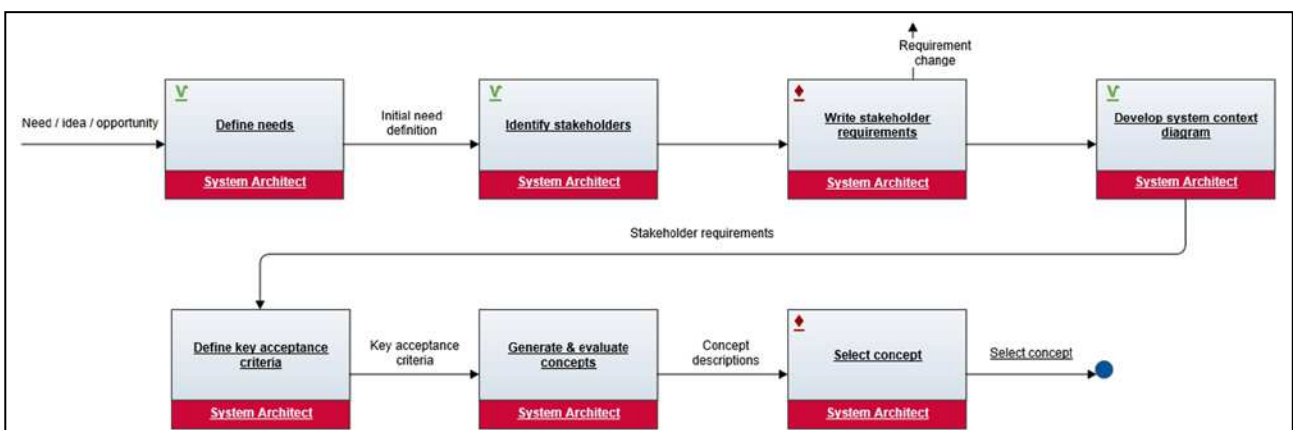 Requirement
change
Need / idea / opportunity
Define needs
System Architect
Initial need
definition
Identify stakeholders
System Architect
Write stakeholder
requirements
System Architect
Develop system context
diagram
System Architect
Stakeholder requirements
Define key acceptance
criteria
System Architect
Key acceptance
criteria
Generate & evaluate
concepts
System Architect
Concept
descriptions
Select concept
System Architect
Select concept